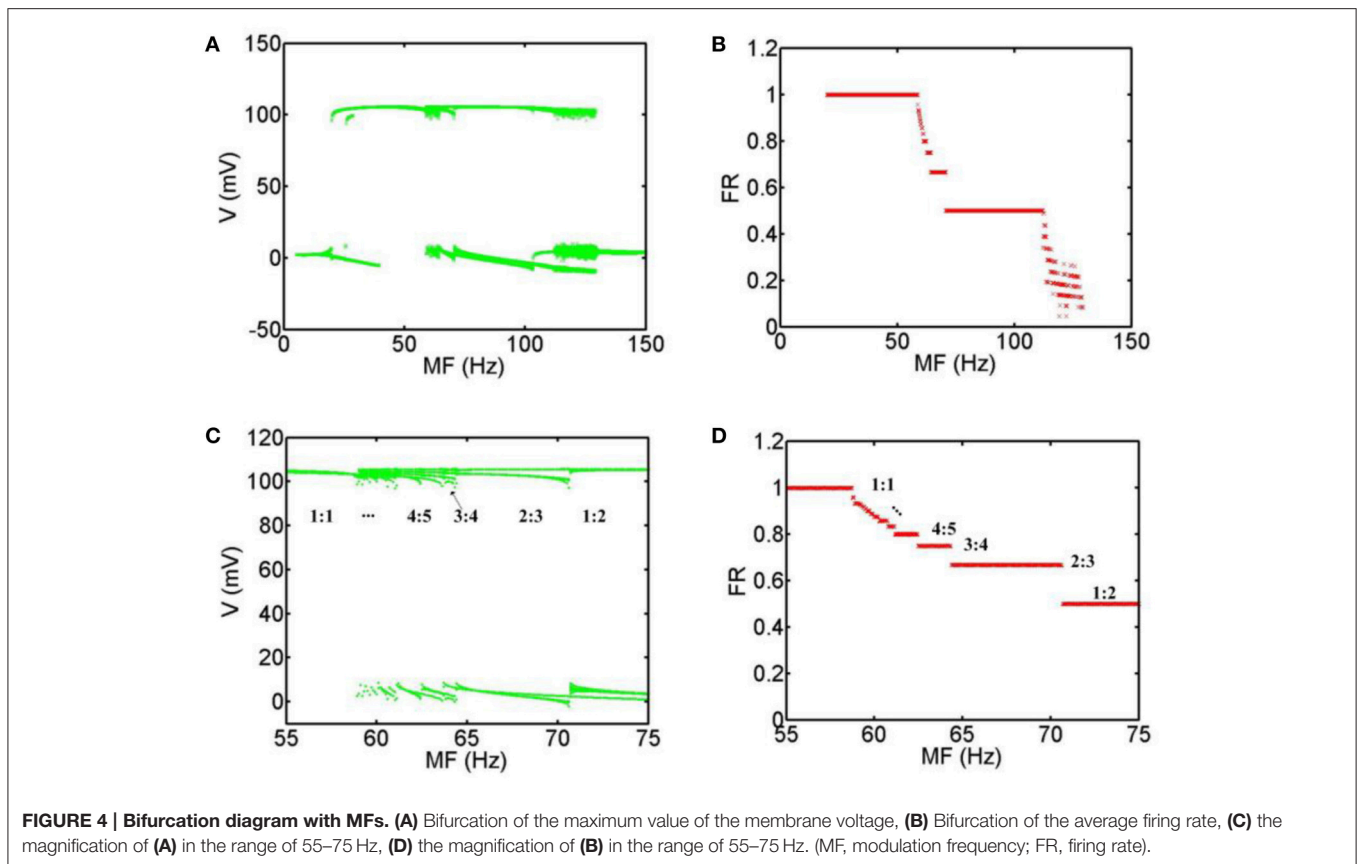 A
150
100
50
0
-50
V (mV)
0 50 100 150
MF (Hz)
B
1.2
1
0.8
0.6
0.4
0.2
0
FR
0 50 100 150
MF (Hz)
C
120
100
80
60
40
20
0
V (mV)
1:1 ... 4:5 3:4 2:3 1:2
55 60 65 70 75
MF (Hz)
D
1.2
1
0.8
0.6
0.4
0.2
0
FR
1:1
...
4:5
3:4
2:3
1:2
55 60 65 70 75
MF (Hz)
FIGURE 4 | Bifurcation diagram with MFs. (A) Bifurcation of the maximum value of the membrane voltage, (B) Bifurcation of the average firing rate, (C) the
magnification of (A) in the range of 55–75 Hz, (D) the magnification of (B) in the range of 55–75 Hz. (MF, modulation frequency; FR, firing rate).